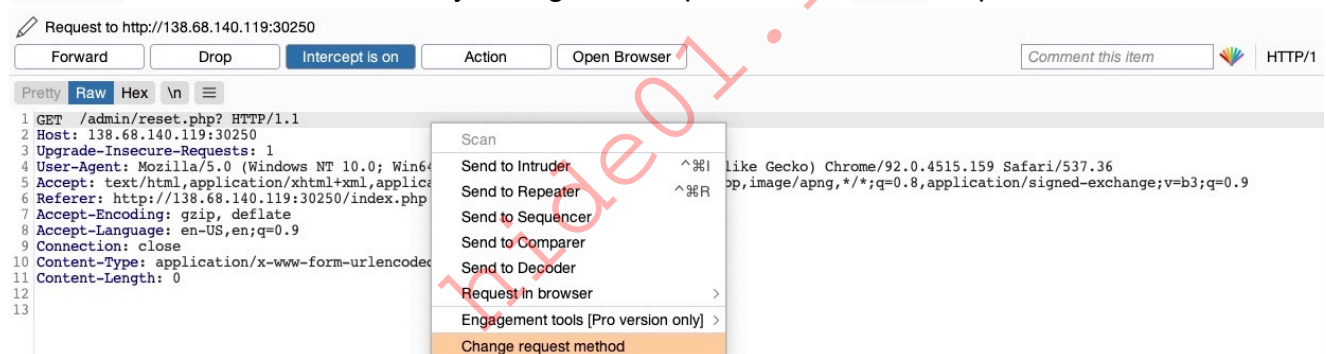 Request to http://138.68.140.119:30250
Forward Drop Intercept is on Action Open Browser Comment this item HTTP/1
Pretty Raw Hex \n
1 GET /admin/reset.php? HTTP/1.1
2 Host: 138.68.140.119:30250
3 Upgrade-Insecure-Requests: 1
4 User-Agent: Mozilla/5.0 (Windows NT 10.0; Win64 like Gecko) Chrome/92.0.4515.159 Safari/537.36
5 Accept: text/html,application/xhtml+xml,applica op,image/apng,*/*;q=0.8,application/signed-exchange;v=b3;q=0.9
6 Referer: http://138.68.140.119:30250/index.php
7 Accept-Encoding: gzip, deflate
8 Accept-Language: en-US,en;q=0.9
9 Connection: close
10 Content-Type: application/x-www-form-urlencoded
11 Content-Length: 0
12
13
Scan
Send to Intruder ^⌘I
Send to Repeater ^⌘R
Send to Sequencer
Send to Comparer
Send to Decoder
Request in browser >
Engagement tools [Pro version only] >
Change request method
hide01.